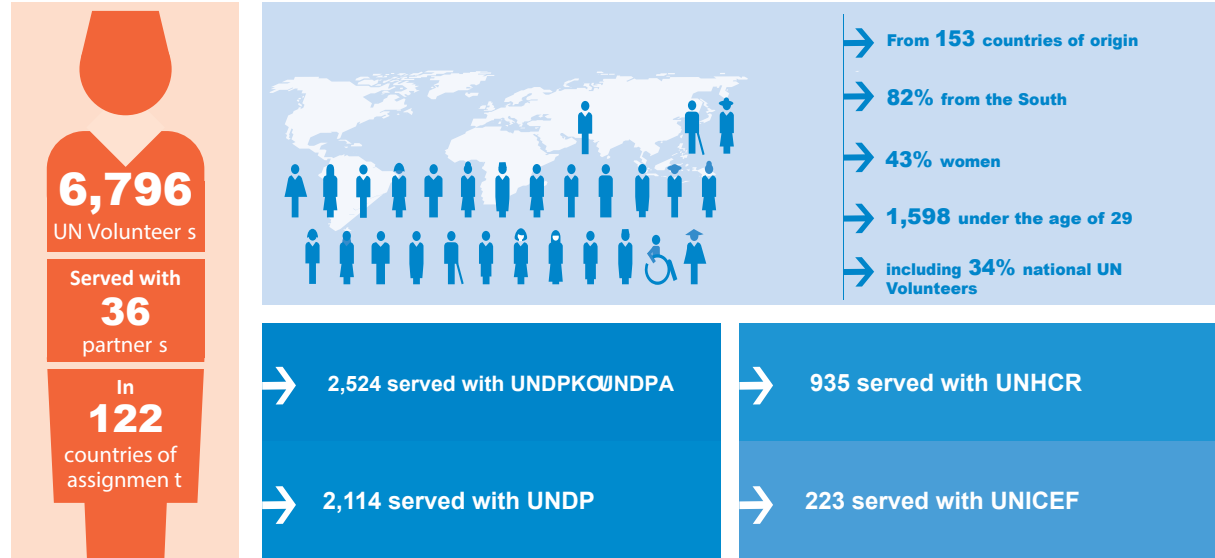 6,796
UN Volunteer s
Served with
36
partner s
In
122
countries of
assignmen t
From 153 countries of origin
82% from the South
43% women
1,598 under the age of 29
including 34% national UN
Volunteers
2,524 served with UNDPKO/UNDPA
2,114 served with UNDP
935 served with UNHCR
223 served with UNICEF